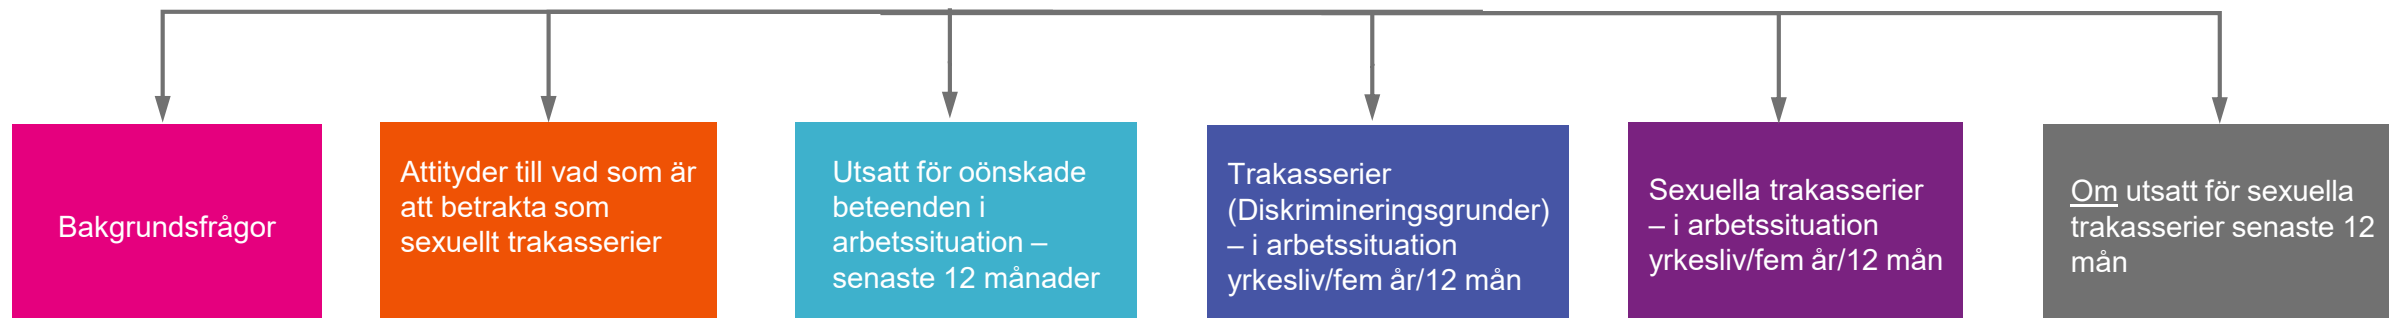 Bakgrundsfrågor
Attityder till vad som är
att betrakta som
sexuellt trakasserier
Utsatt för oönskade
beteenden i
arbetssituation –
senaste 12 månader
Trakasserier
(Diskrimineringsgrunder)
– i arbetssituation
yrkesliv/fem år/12 mån
Sexuella trakasserier
– i arbetssituation
yrkesliv/fem år/12 mån
Om utsatt för sexuella
trakasserier senaste 12
mån